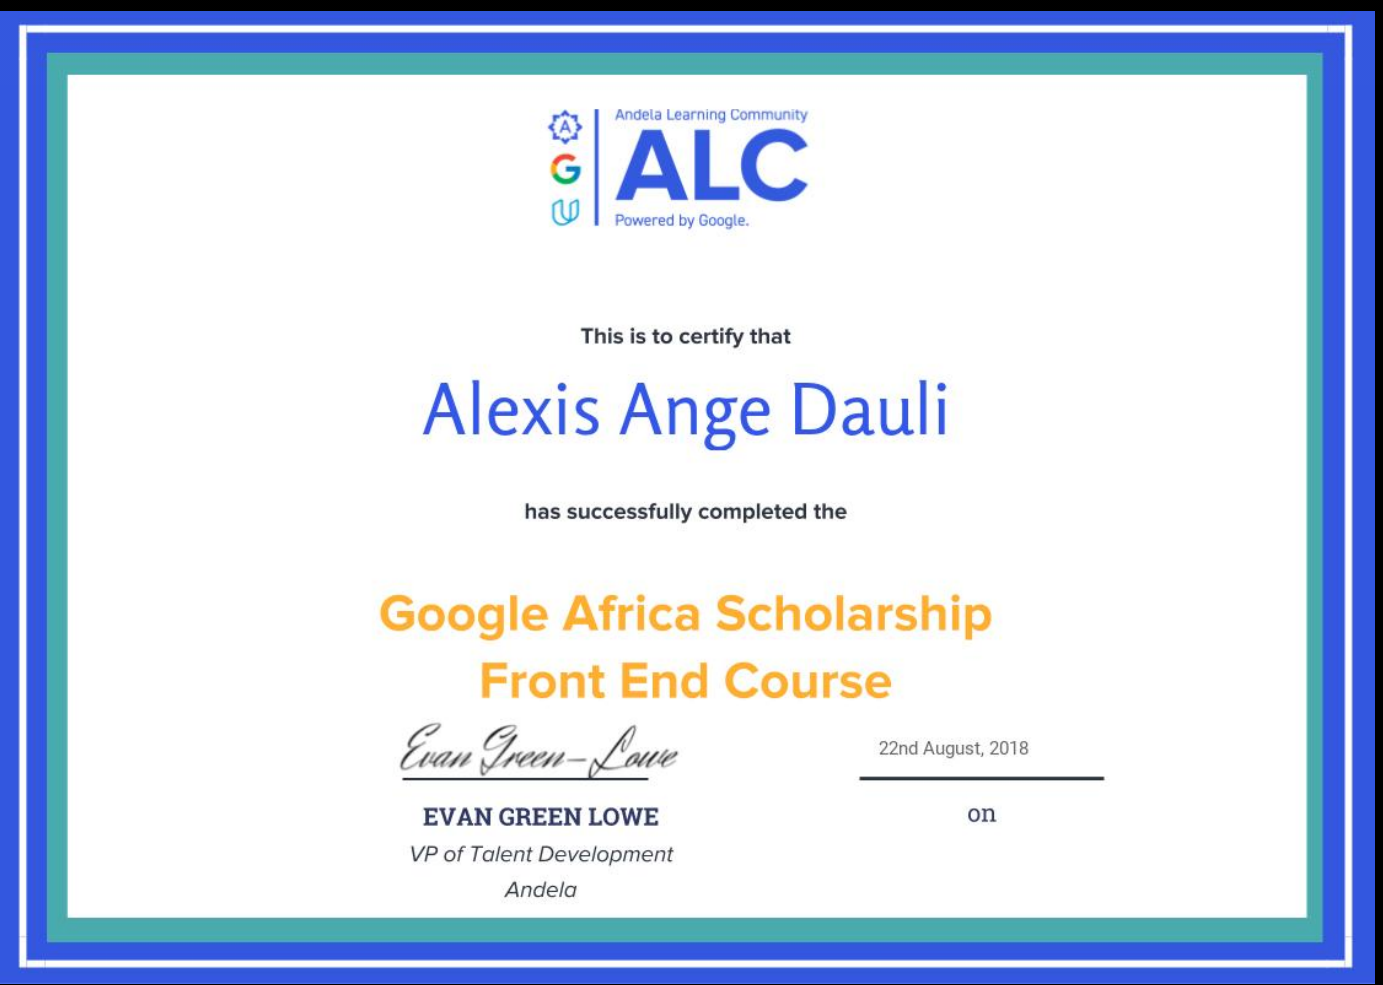 Andela Learning Community
ALC
Powered by Google.
This is to certify that
Alexis Ange Dauli
has successfully completed the
Google Africa Scholarship
Front End Course
Evan Green-Lowe
22nd August, 2018
EVAN GREEN LOWE
on
VP of Talent Development
Andela